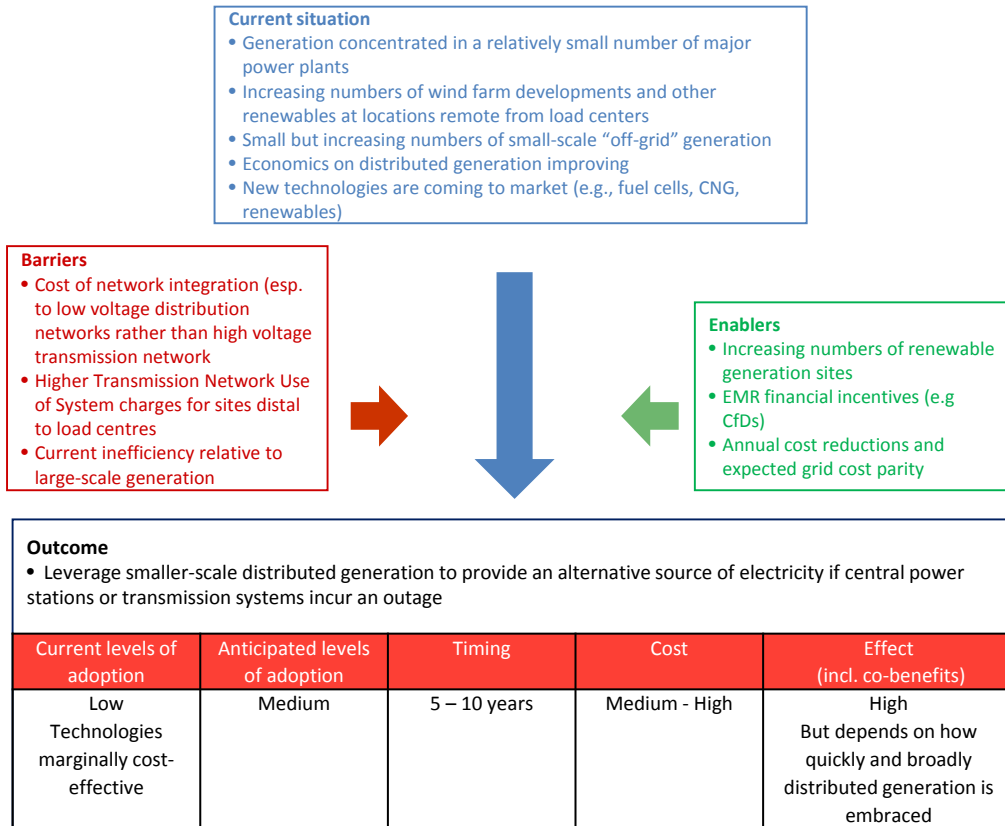 Current situation
• Generation concentrated in a relatively small number of major
power plants
• Increasing numbers of wind farm developments and other
renewables at locations remote from load centers
• Small but increasing numbers of small-scale “off-grid” generation
• Economics on distributed generation improving
• New technologies are coming to market (e.g., fuel cells, CNG,
renewables)
Barriers
• Cost of network integration (esp.
to low voltage distribution
networks rather than high voltage
transmission network
• Higher Transmission Network Use
of System charges for sites distal
to load centres
• Current inefficiency relative to
large-scale generation
Enablers
• Increasing numbers of renewable
generation sites
• EMR financial incentives (e.g
CfDs)
• Annual cost reductions and
expected grid cost parity
Outcome
• Leverage smaller-scale distributed generation to provide an alternative source of electricity if central power
stations or transmission systems incur an outage
Current levels of
adoption
Anticipated levels
of adoption
Timing
Cost
Effect
(incl. co-benefits)
Low
Technologies
marginally cost-
effective
Medium
5 – 10 years
Medium - High
High
But depends on how
quickly and broadly
distributed generation is
embraced